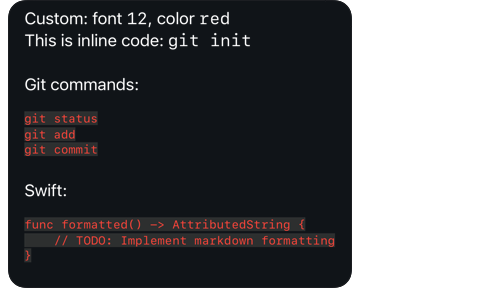 Custom: font 12, color red
This is inline code: git init
Git commands:
git status
git add
git commit
Swift:
func formatted() -> AttributedString {
    // TODO: Implement markdown formatting
}